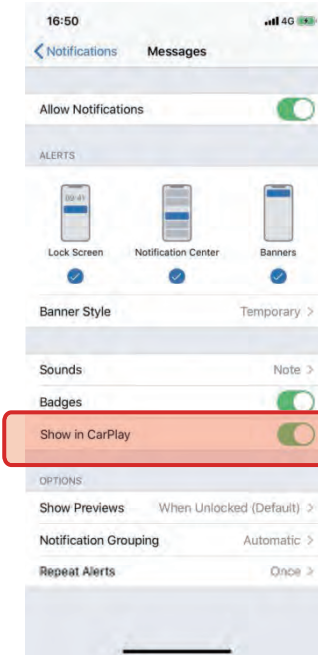 16:50 4G
Notifications Messages
Allow Notifications
ALERTS
09:41
Lock Screen Notification Center Banners
Banner Style Temporary
Sounds Note
Badges
Show in CarPlay
OPTIONS
Show Previews When Unlocked (Default)
Notification Grouping Automatic
Repeat Alerts Once